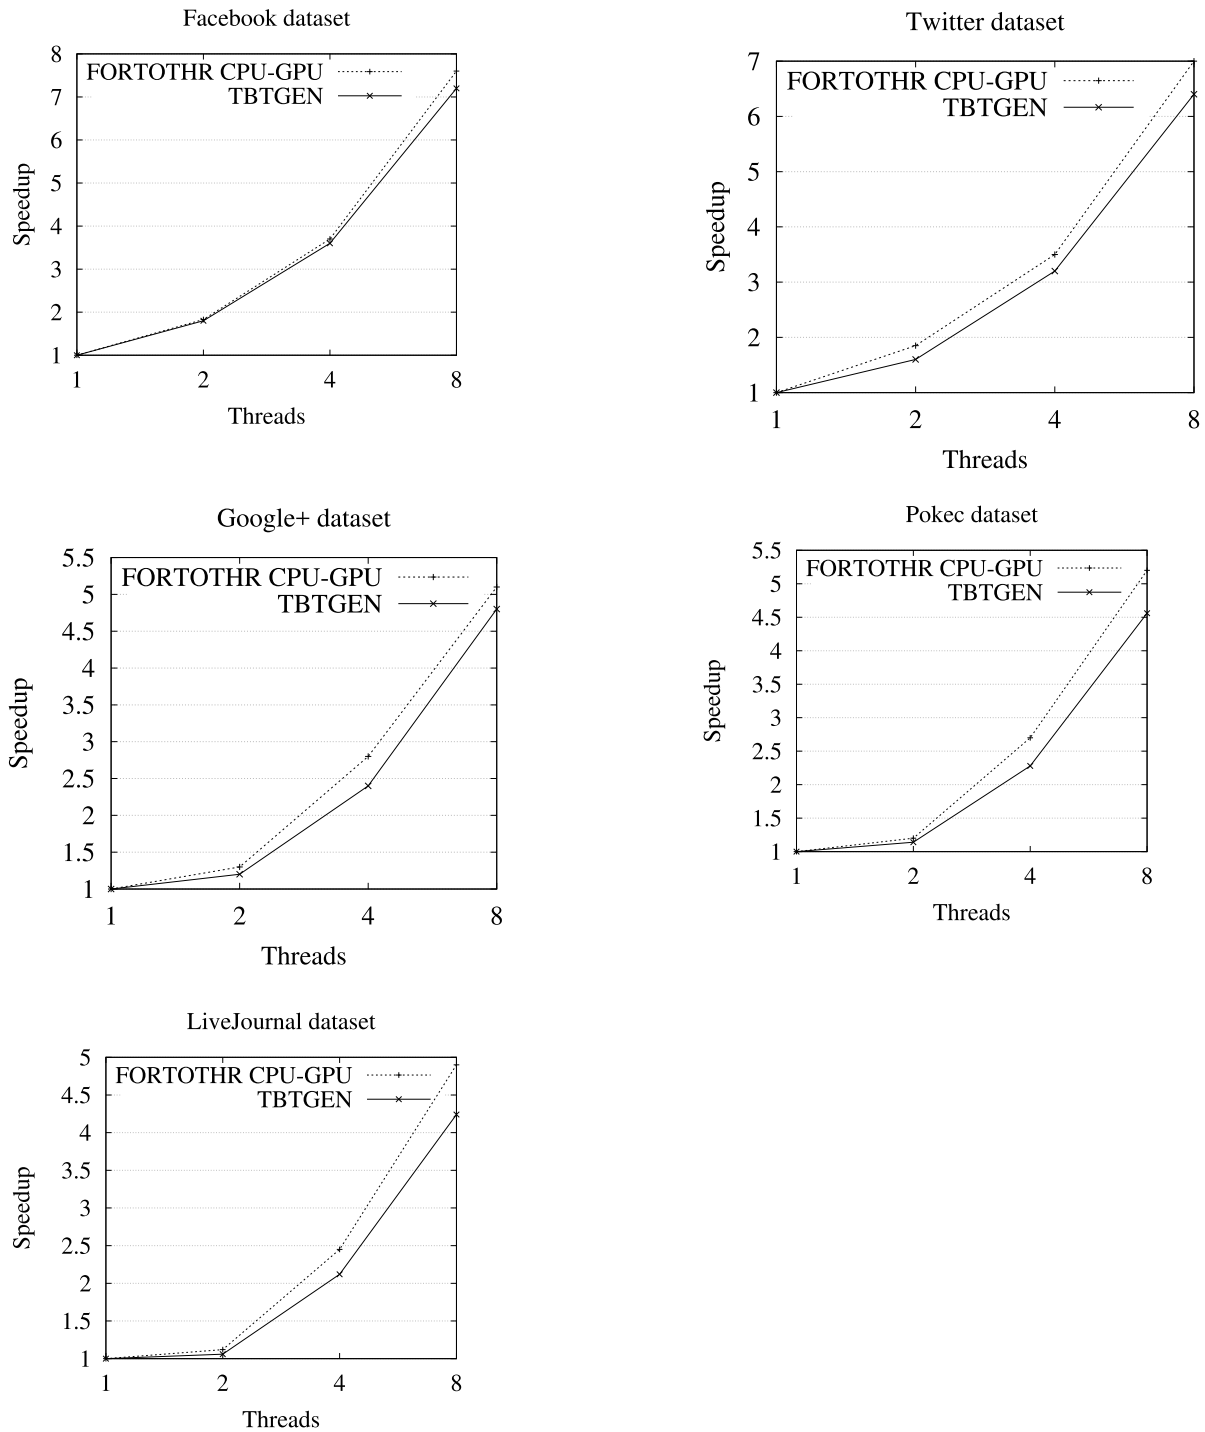 Facebook dataset
8
7
6
5
4
3
2
1
Speedup
FORTOTHR CPU-GPU
TBTGEN
1 2 4 8
Threads
Twitter dataset
7
6
5
4
3
2
1
Speedup
FORTOTHR CPU-GPU
TBTGEN
1 2 4 8
Threads
Google+ dataset
5.5
5
4.5
4
3.5
3
2.5
2
1.5
1
Speedup
FORTOTHR CPU-GPU
TBTGEN
1 2 4 8
Threads
Pokec dataset
5.5
5
4.5
4
3.5
3
2.5
2
1.5
1
Speedup
FORTOTHR CPU-GPU
TBTGEN
1 2 4 8
Threads
LiveJournal dataset
5
4.5
4
3.5
3
2.5
2
1.5
1
Speedup
FORTOTHR CPU-GPU
TBTGEN
1 2 4 8
Threads